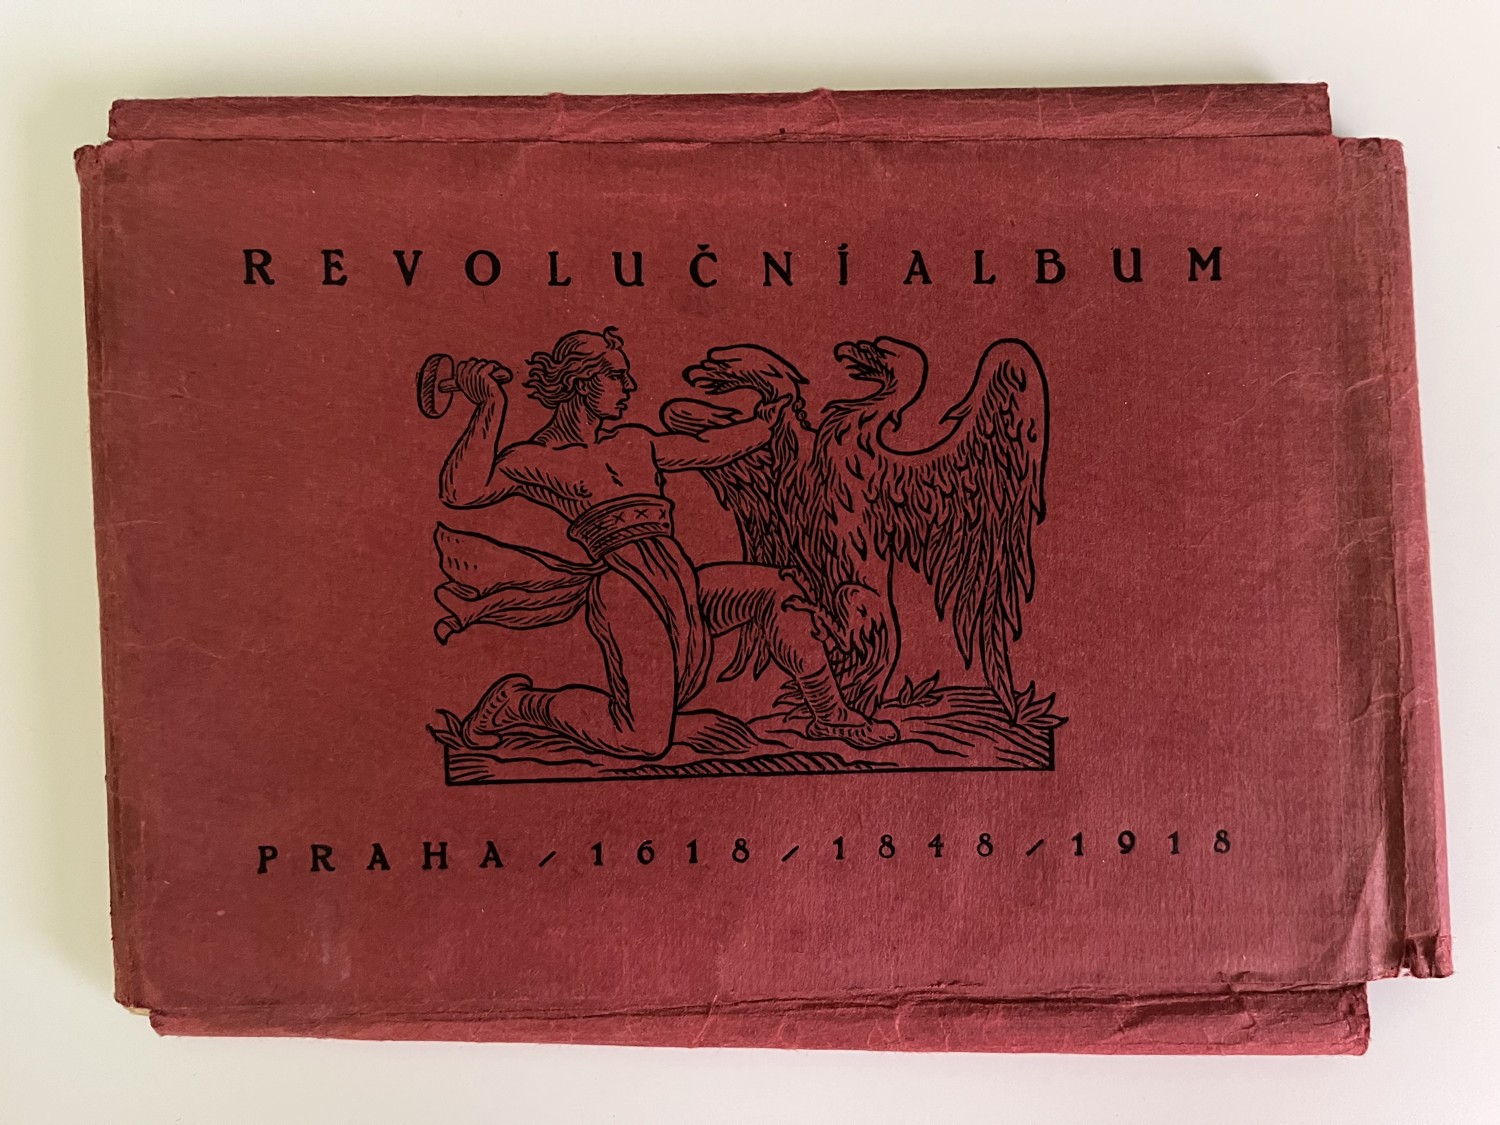 REVOLUČNÍ ALBUM
PRAHA / 1618 / 1848 / 1918